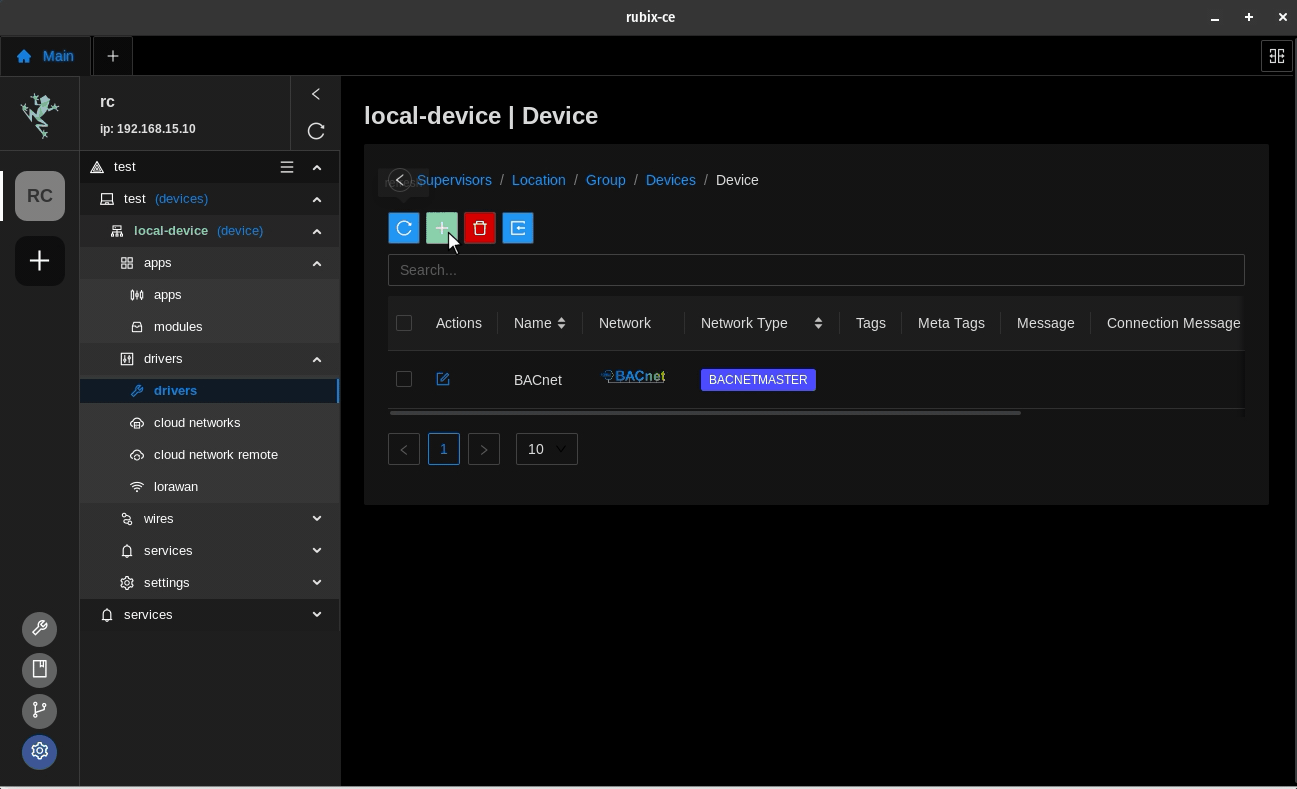 rubix-ce
Main
rc
ip: 192.168.15.10
RC
test
test (devices)
local-device (device)
apps
apps
modules
drivers
drivers
cloud networks
cloud network remote
lorawan
wires
services
settings
services
local-device | Device
Supervisors / Location / Group / Devices / Device
Search...
Actions Name Network Network Type Tags Meta Tags Message Connection Message
BACnet BACnet BACNETMASTER
1 10